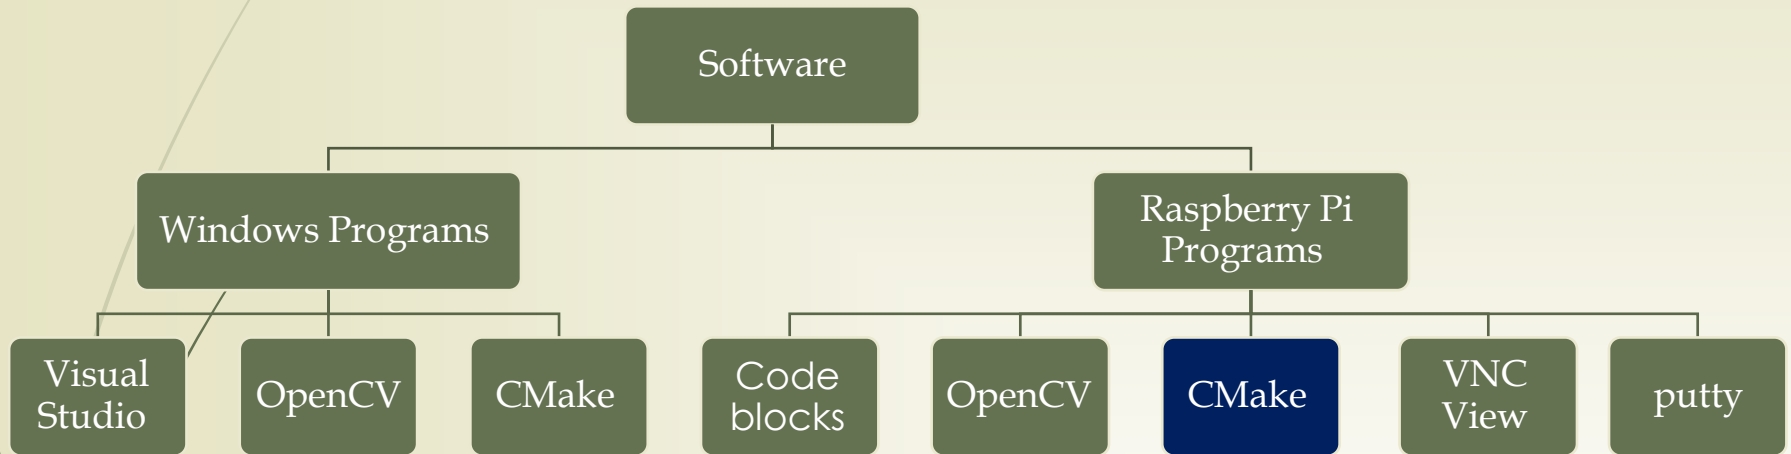 Software
Windows Programs
Raspberry Pi
Programs
Visual
Studio
OpenCV
CMake
Code
blocks
OpenCV
CMake
VNC
View
putty